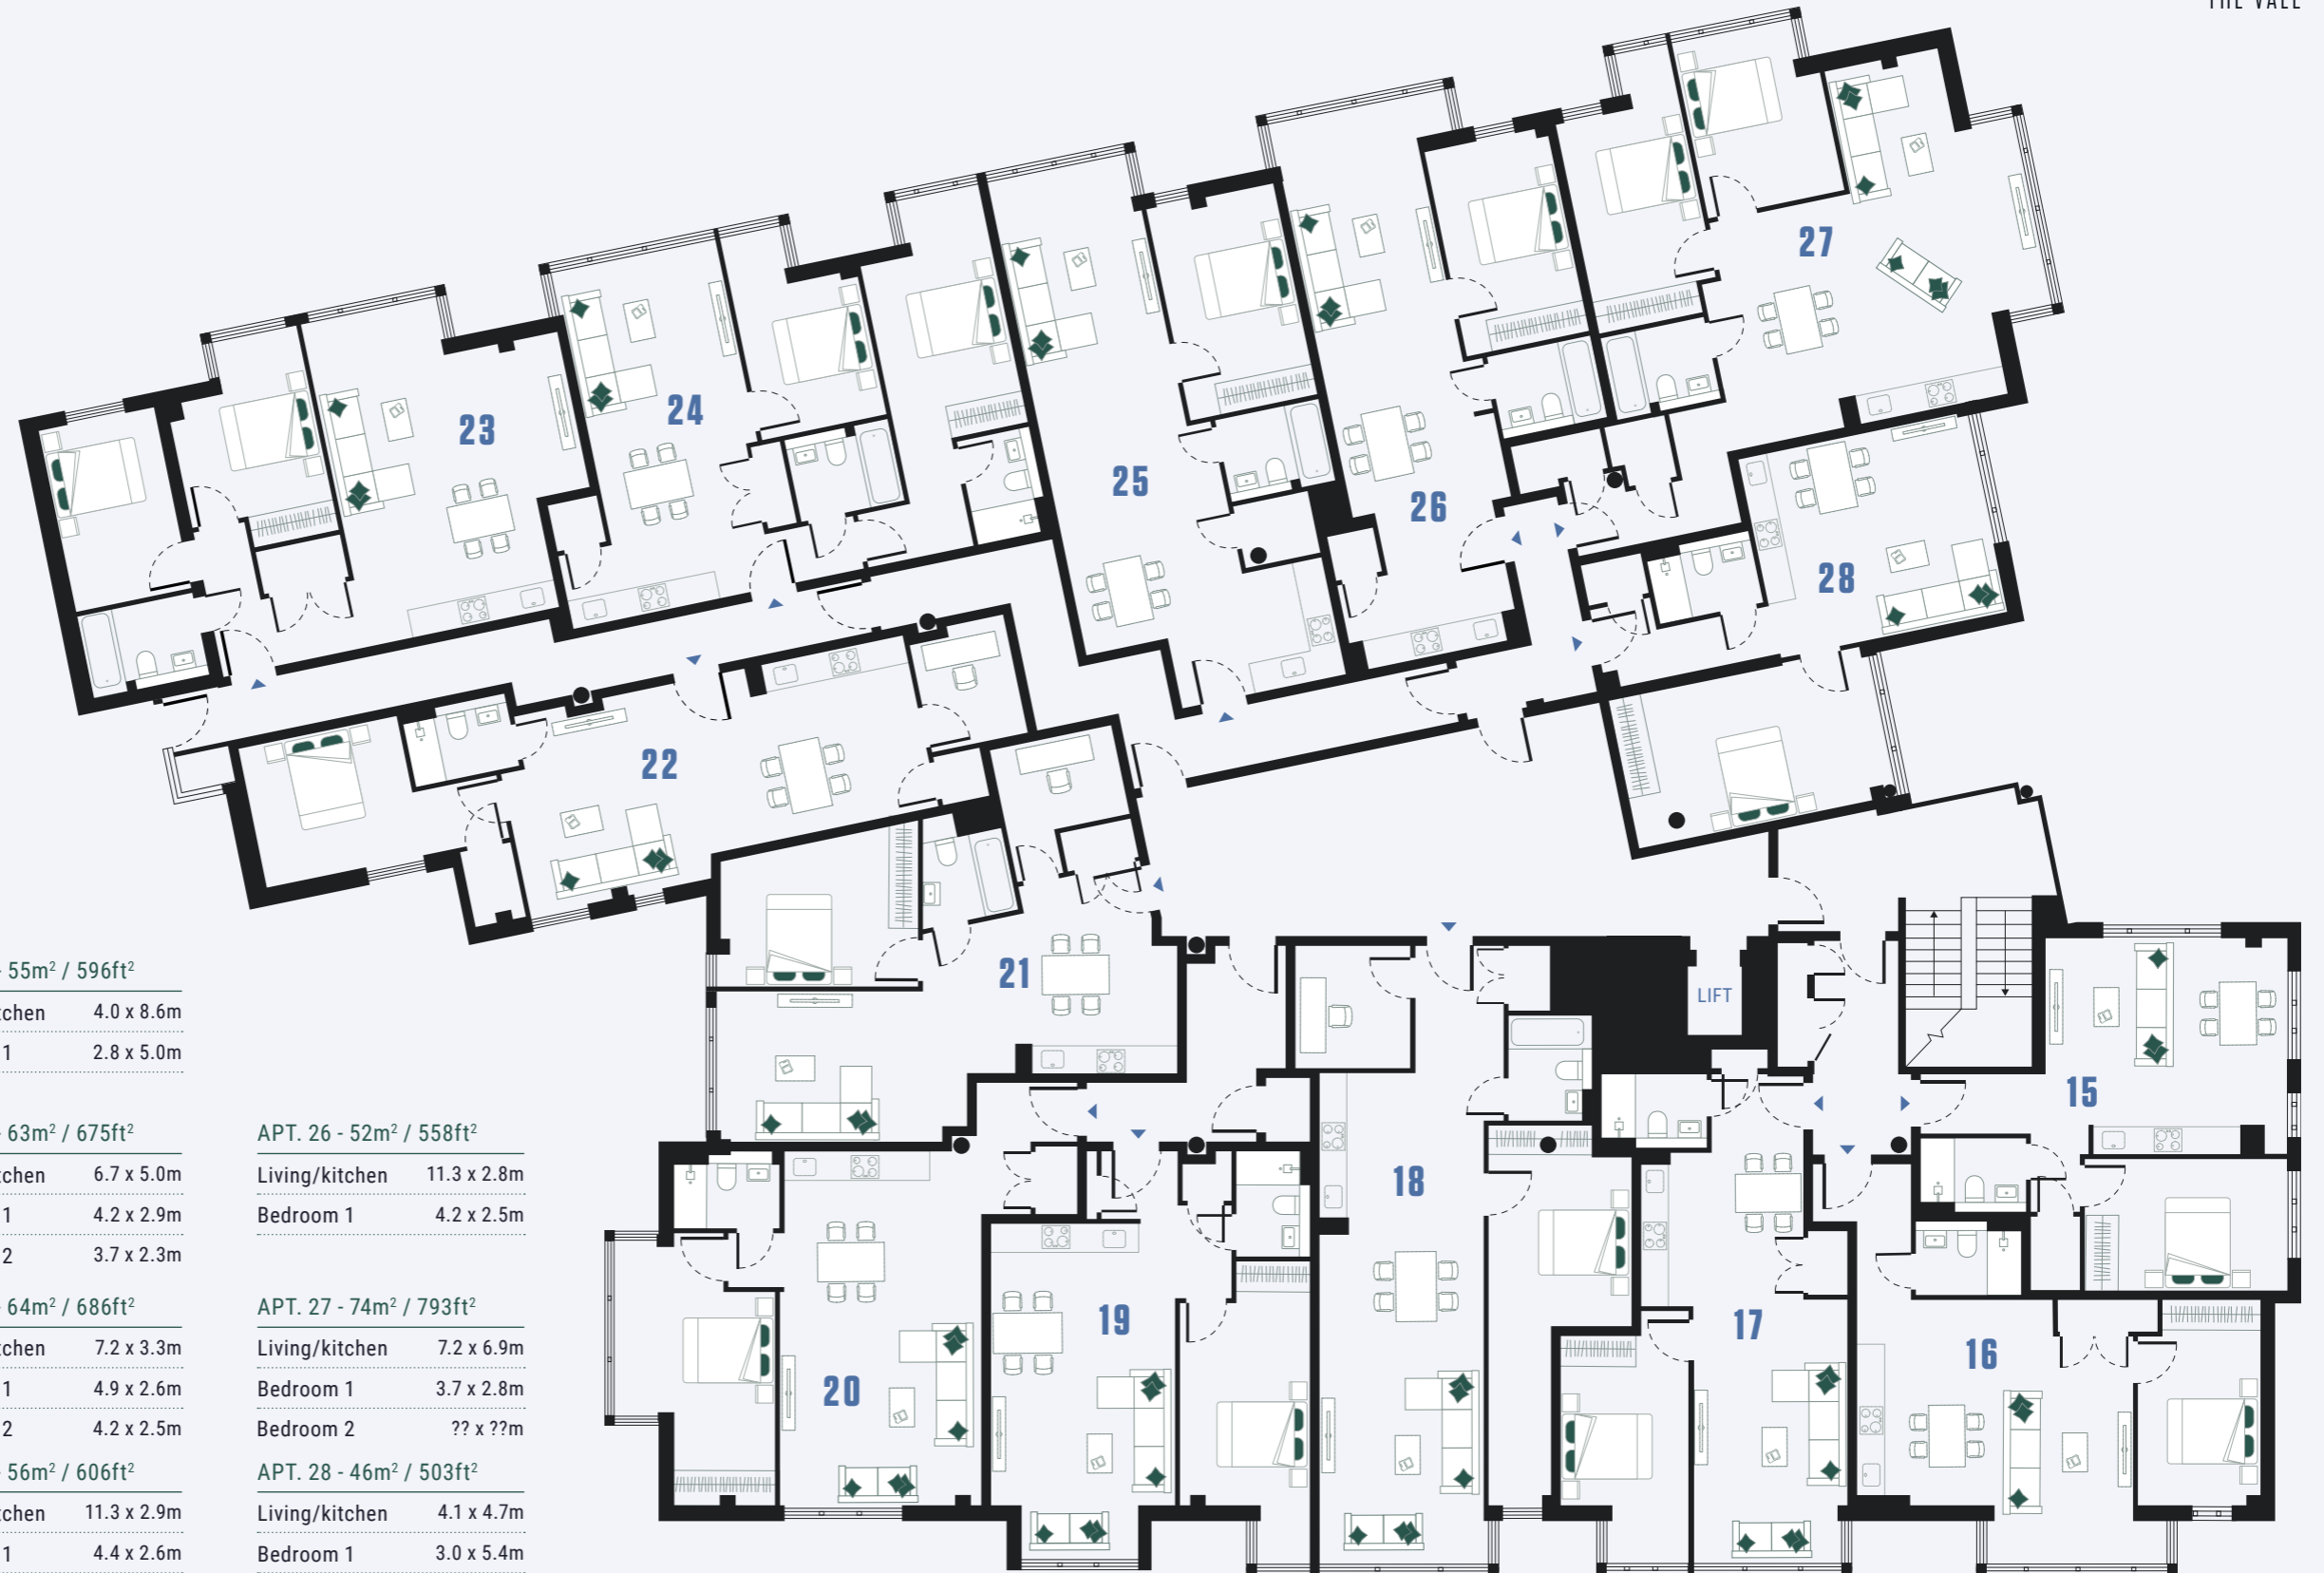 THE VALE
27
23
24
25
26
28
22
21
LIFT
15
18
19
17
16
20
- 55m² / 596ft²
tchen 4.0 x 8.6m
1 2.8 x 5.0m
- 63m² / 675ft²
tchen 6.7 x 5.0m
1 4.2 x 2.9m
2 3.7 x 2.3m
- 64m² / 686ft²
tchen 7.2 x 3.3m
1 4.9 x 2.6m
2 4.2 x 2.5m
- 56m² / 606ft²
tchen 11.3 x 2.9m
1 4.4 x 2.6m
APT. 26 - 52m² / 558ft²
Living/kitchen 11.3 x 2.8m
Bedroom 1 4.2 x 2.5m
APT. 27 - 74m² / 793ft²
Living/kitchen 7.2 x 6.9m
Bedroom 1 3.7 x 2.8m
Bedroom 2 ?? x ??m
APT. 28 - 46m² / 503ft²
Living/kitchen 4.1 x 4.7m
Bedroom 1 3.0 x 5.4m